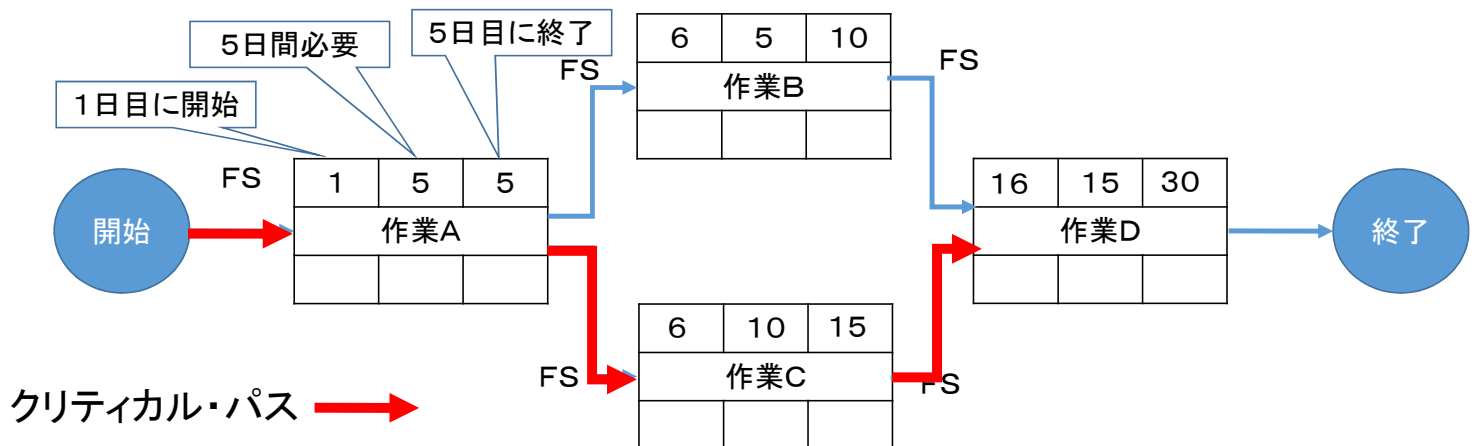 5日間必要
5日目に終了
1日目に開始
FS
6 5 10
作業B
FS
FS
1 5 5
作業A
開始
16 15 30
作業D
終了
6 10 15
作業C
FS
FS
クリティカル・パス